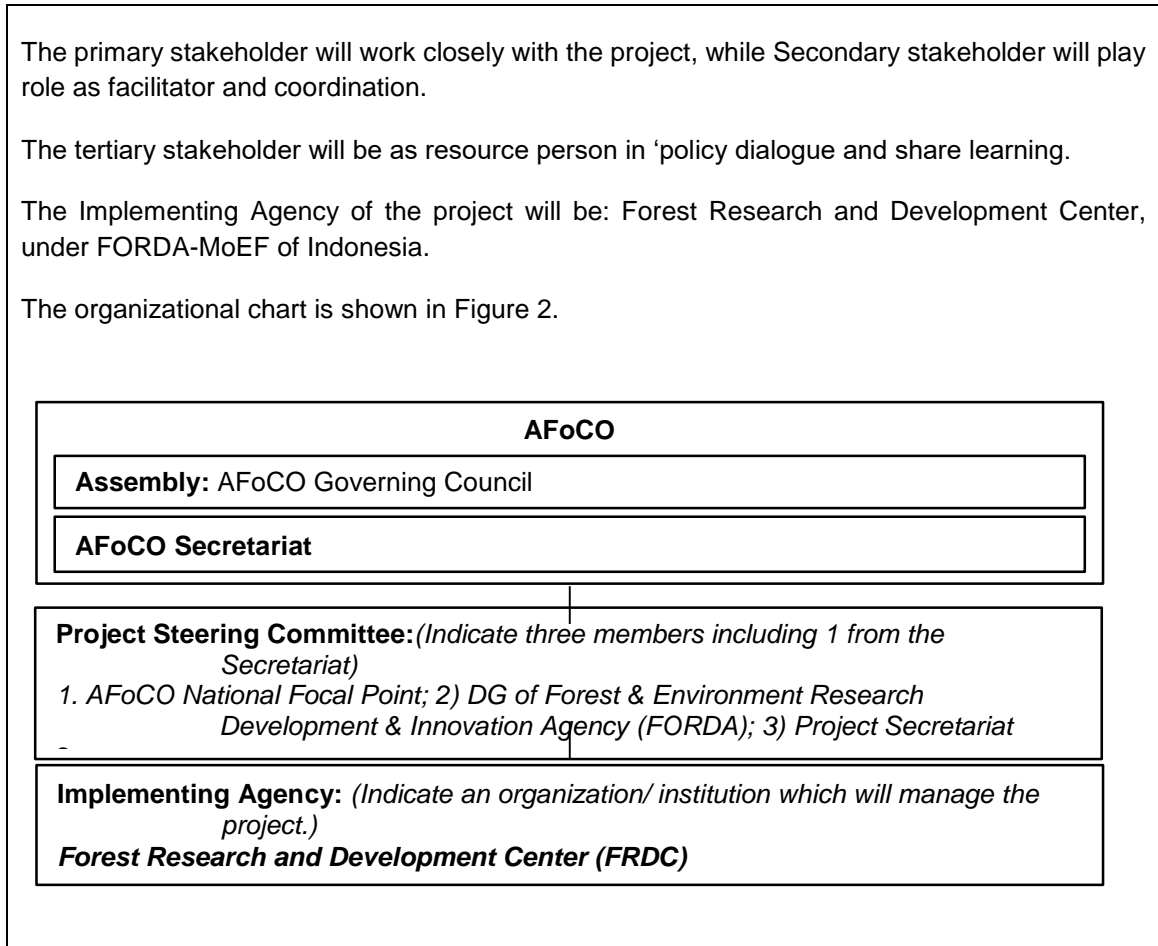 The primary stakeholder will work closely with the project, while Secondary stakeholder will play
role as facilitator and coordination.
The tertiary stakeholder will be as resource person in ‘policy dialogue and share learning.
The Implementing Agency of the project will be: Forest Research and Development Center,
under FORDA-MoEF of Indonesia.
The organizational chart is shown in Figure 2.
AFoCO
Assembly: AFoCO Governing Council
AFoCO Secretariat
Project Steering Committee:(Indicate three members including 1 from the
Secretariat)
1. AFoCO National Focal Point; 2) DG of Forest & Environment Research
Development & Innovation Agency (FORDA); 3) Project Secretariat
Implementing Agency: (Indicate an organization/ institution which will manage the
project.)
Forest Research and Development Center (FRDC)